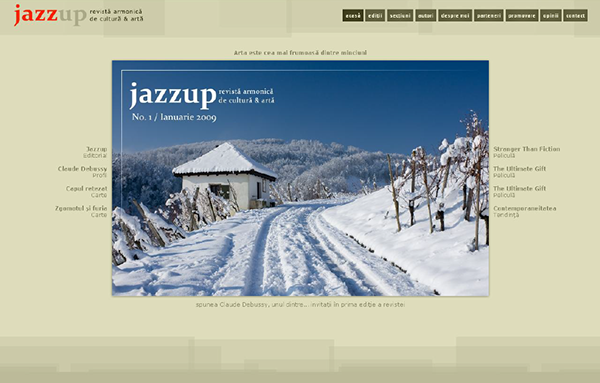 jazzup revistă armonică
de cultură & artă
acasă ediții secțiuni autori despre noi parteneri promovare opinii contact
Arta este cea mai frumoasă dintre minciuni
jazzup revistă armonică
de cultură & artă
No. 1 / Ianuarie 2009
Jazzup
Editorial
Claude Debussy
Profil
Capul retezat
Carte
Zgomotul și furia
Carte
Stranger Than Fiction
Peliculă
The Ultimate Gift
Peliculă
The Ultimate Gift
Peliculă
Contemporaneitatea
Tendință
spunea Claude Debussy, unul dintre... invitații în prima ediție a revistei